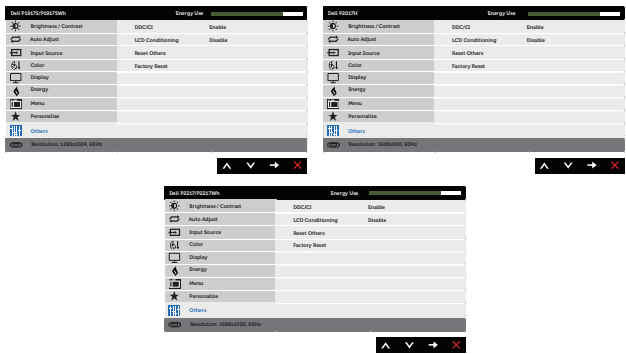 Dell P1917S/P1917SWh Energy Use
Brightness / Contrast DDC/CI Enable
Auto Adjust LCD Conditioning Disable
Input Source Reset Others
Color Factory Reset
Display
Energy
Menu
Personalize
Others
Resolution: 1280x1024, 60Hz
Dell P2017H Energy Use
Brightness / Contrast DDC/CI Enable
Auto Adjust LCD Conditioning Disable
Input Source Reset Others
Color Factory Reset
Display
Energy
Menu
Personalize
Others
Resolution: 1600x900, 60Hz
Dell P2217/P2217Wh Energy Use
Brightness / Contrast DDC/CI Enable
Auto Adjust LCD Conditioning Disable
Input Source Reset Others
Color Factory Reset
Display
Energy
Menu
Personalize
Others
Resolution: 1680x1050, 60Hz